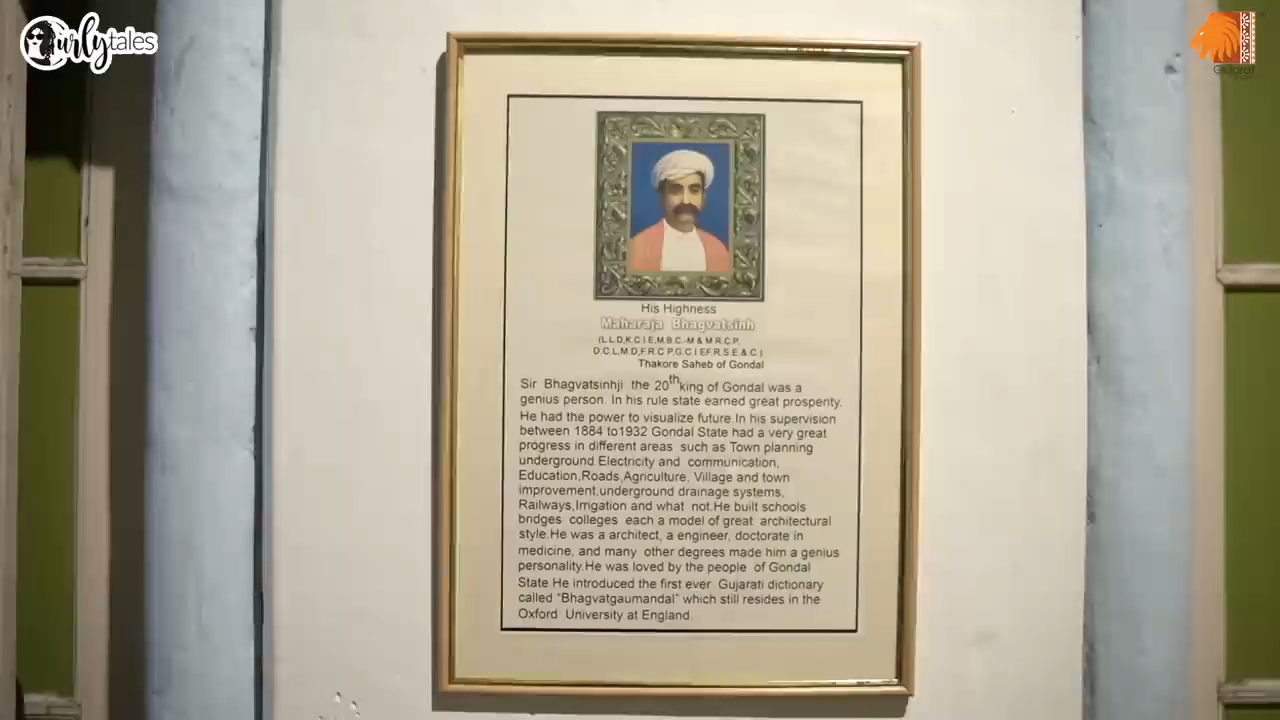 Curlytales
Gujarat
His Highness
Maharaja Bhagvatsinh
(L.L.D,K.C.I.E,M.B.C.M & M.R.C.P,
D.C.L,M.D,F.R.C.P,G.C.I.E,F.R.S.E & C.)
Thakore Saheb of Gondal
Sir Bhagvatsinhji the 20th king of Gondal was a
genius person. In his rule state earned great prosperity.
He had the power to visualize future.In his supervision
between 1884 to1932 Gondal State had a very great
progress in different areas such as Town planning
underground Electricity and communication,
Education,Roads,Agriculture, Village and town
improvement,underground drainage systems,
Railways,Irrigation and what not.He built schools
bridges colleges each a model of great architectural
style.He was a architect, a engineer, doctorate in
medicine, and many other degrees made him a genius
personality.He was loved by the people of Gondal
State.He introduced the first ever Gujarati dictionary
called "Bhagvatgaumandal" which still resides in the
Oxford University at England.